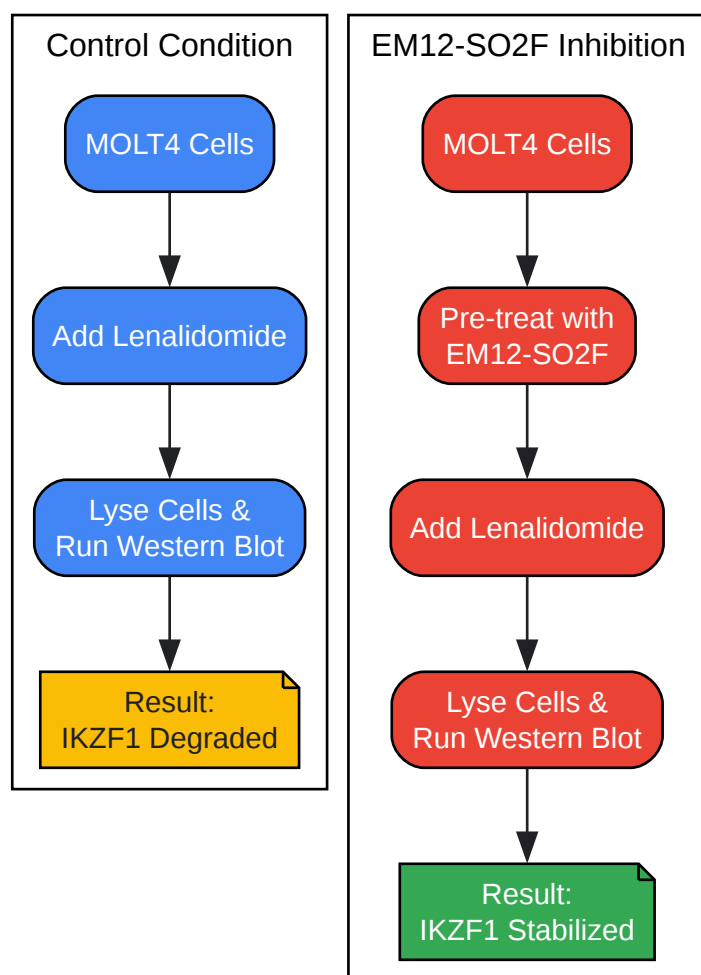 Control Condition
MOLT4 Cells
Add Lenalidomide
Lyse Cells &
Run Western Blot
Result:
IKZF1 Degraded
EM12-SO2F Inhibition
MOLT4 Cells
Pre-treat with
EM12-SO2F
Add Lenalidomide
Lyse Cells &
Run Western Blot
Result:
IKZF1 Stabilized